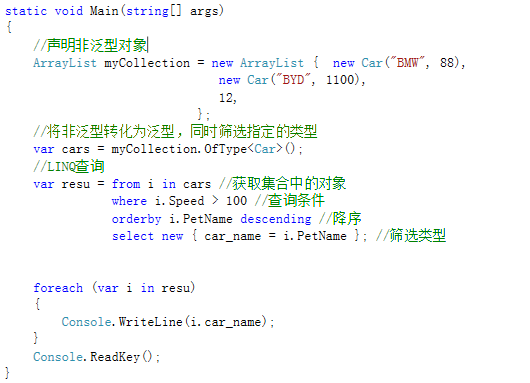 static void Main(string[] args)
{
    //声明非泛型对象
    ArrayList myCollection = new ArrayList {  new Car("BMW", 88),
                              new Car("BYD", 1100),
                              12,
                           };
    //将非泛型转化为泛型，同时筛选指定的类型
    var cars = myCollection.OfType<Car>();
    //LINQ查询
    var resu = from i in cars //获取集合中的对象
               where i.Speed > 100 //查询条件
               orderby i.PetName descending //降序
               select new { car_name = i.PetName }; //筛选类型
    foreach (var i in resu)
    {
        Console.WriteLine(i.car_name);
    }
    Console.ReadKey();
}